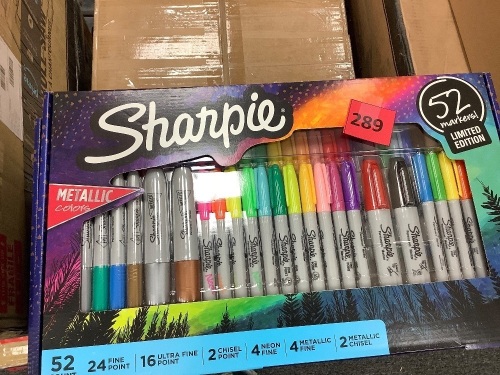 Sharpie
289
52
markers!
LIMITED
EDITION
METALLIC
colors
52
24 FINE POINT
16 ULTRA FINE POINT
2 CHISEL POINT
4 NEON FINE
4 METALLIC FINE
2 METALLIC CHISEL